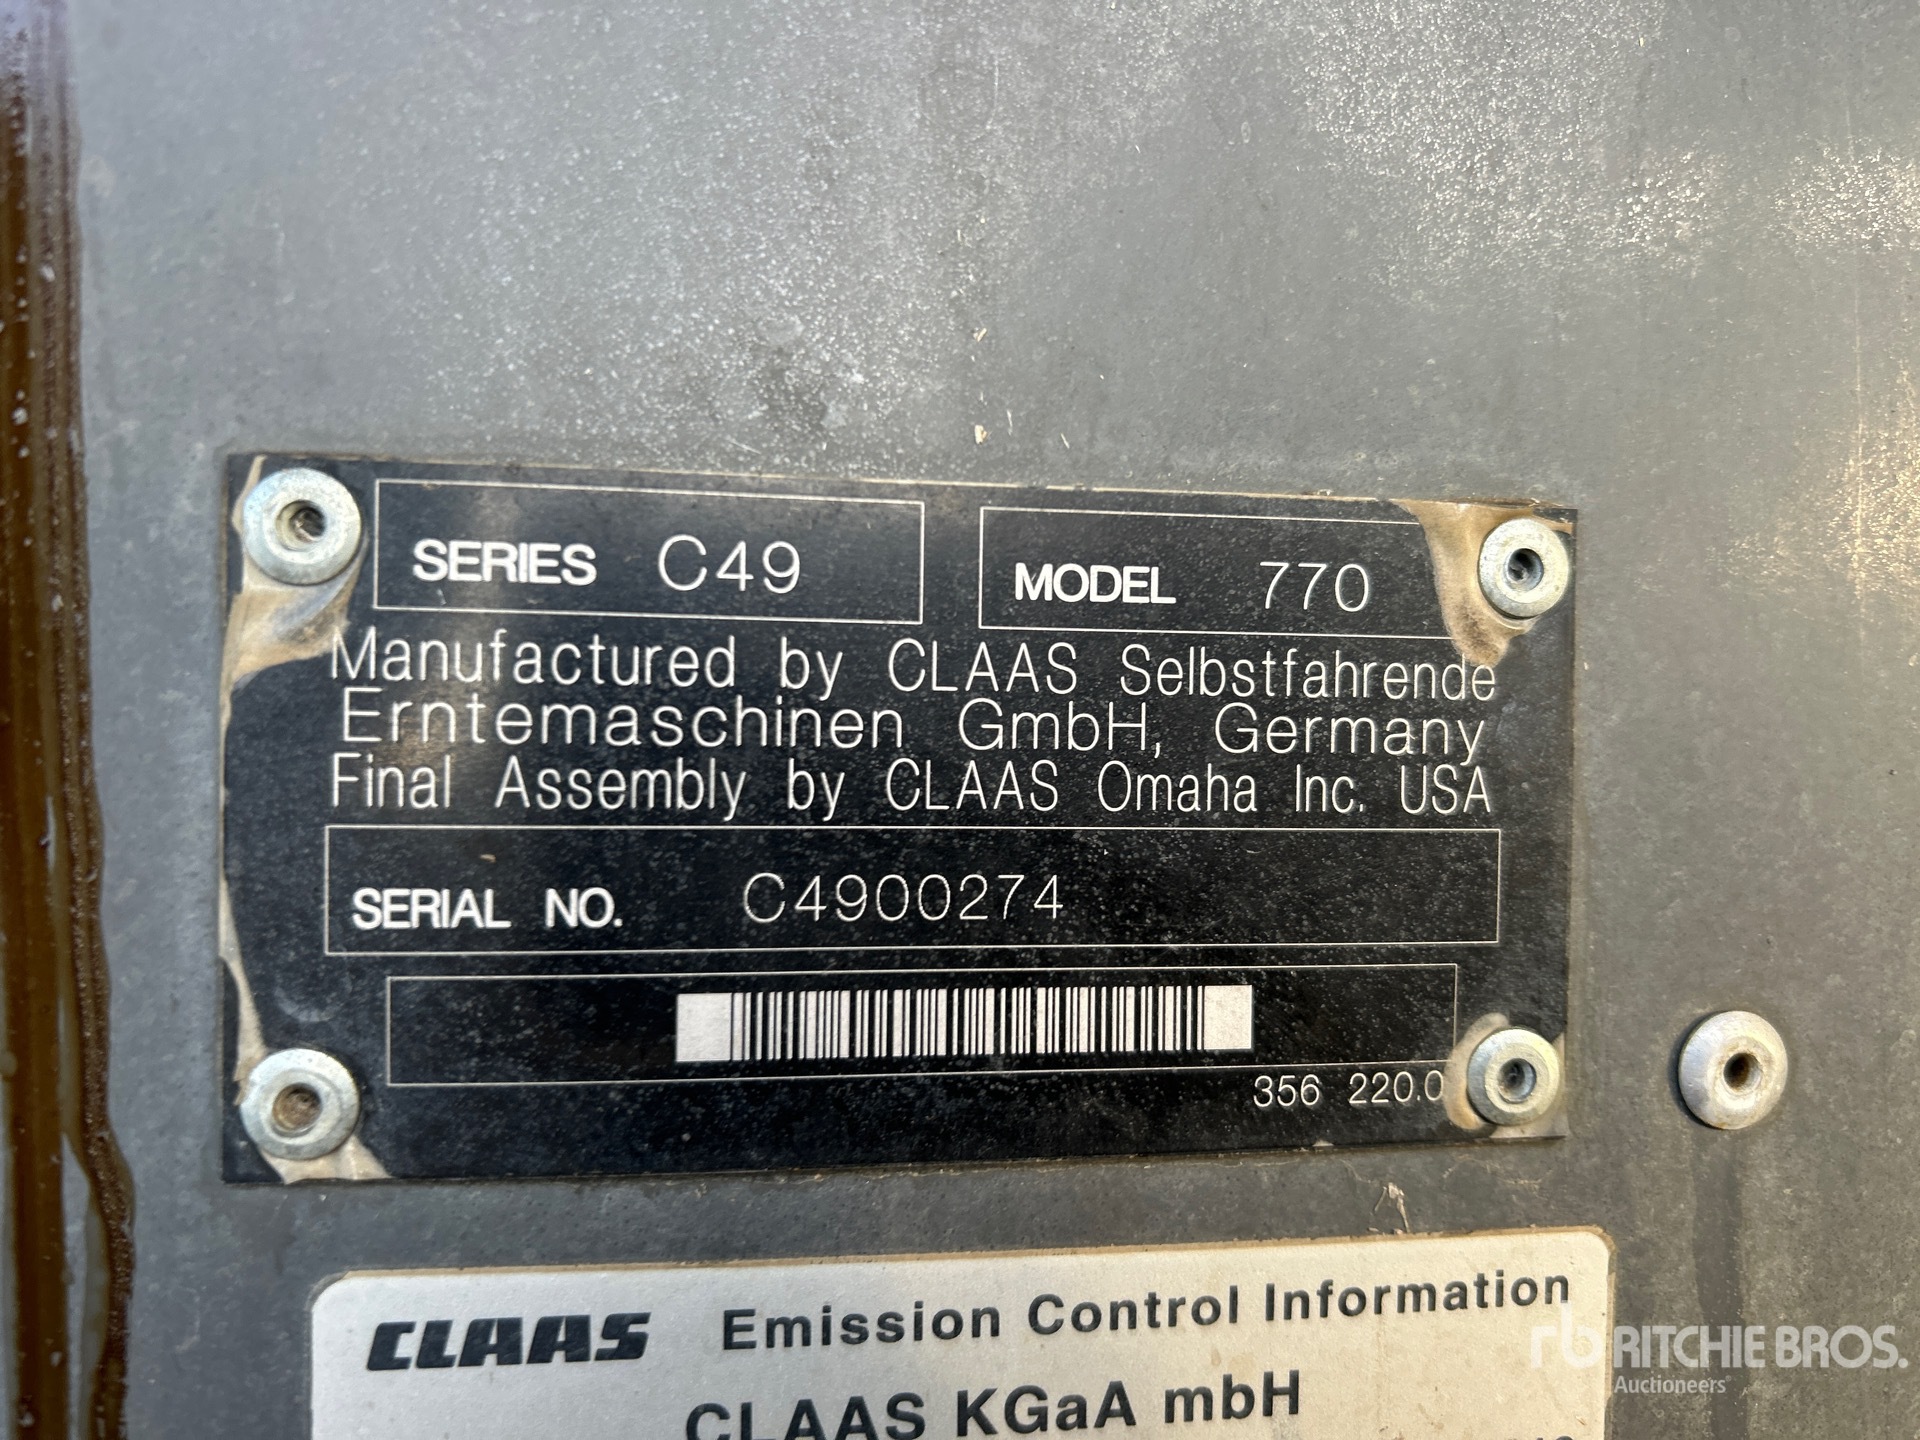 SERIES C49 MODEL 770
Manufactured by CLAAS Selbstfahrende
Erntemaschinen GmbH, Germany
Final Assembly by CLAAS Omaha Inc. USA
SERIAL NO. C4900274
356 220.0
CLAAS Emission Control Information
CLAAS KGaA mbH
rb RITCHIE BROS.
Auctioneers